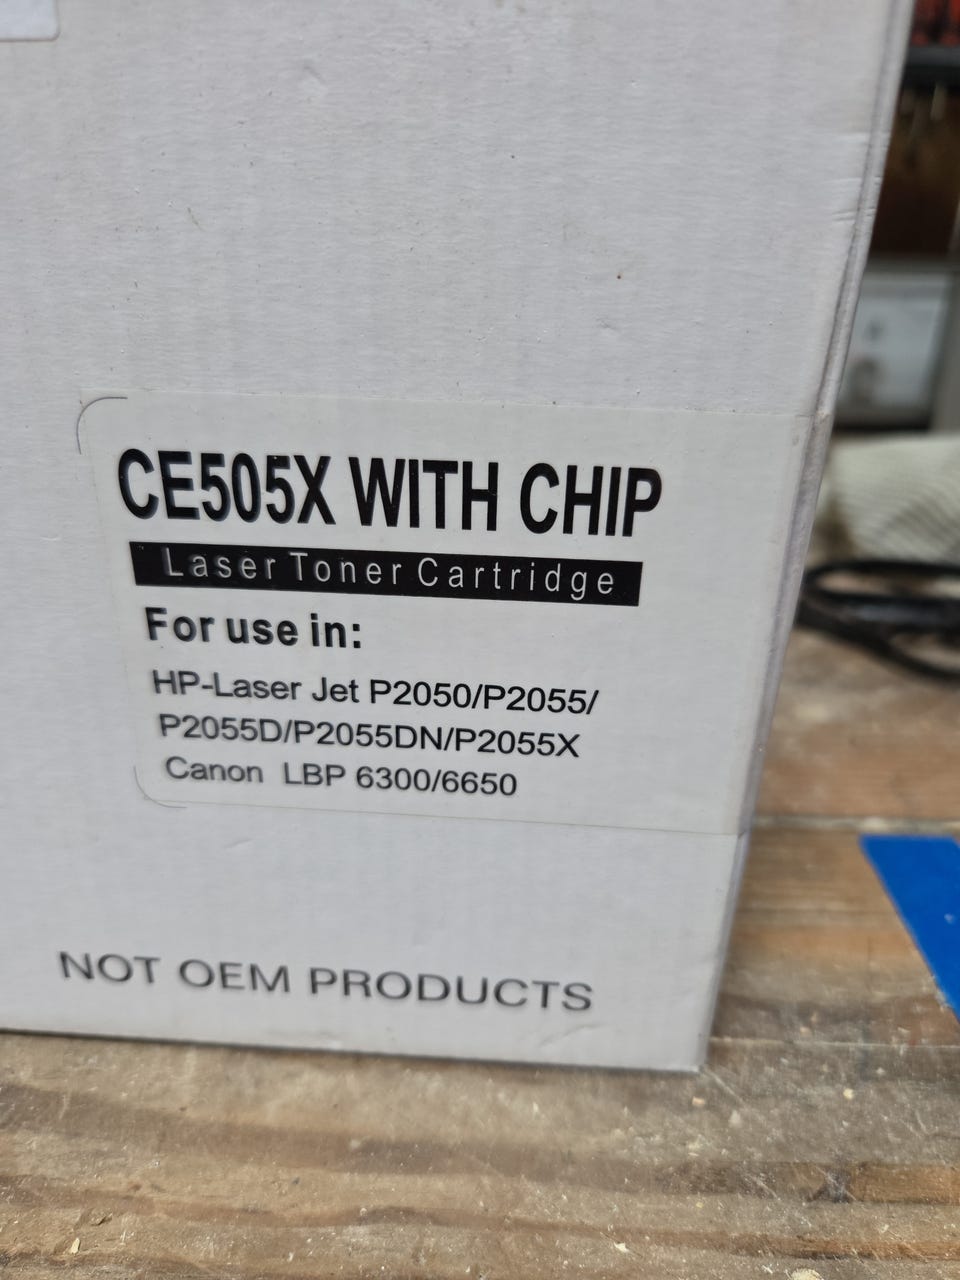 CE505X WITH CHIP
Laser Toner Cartridge
For use in:
HP-Laser Jet P2050/P2055/
P2055D/P2055DN/P2055X
Canon LBP 6300/6650
NOT OEM PRODUCTS